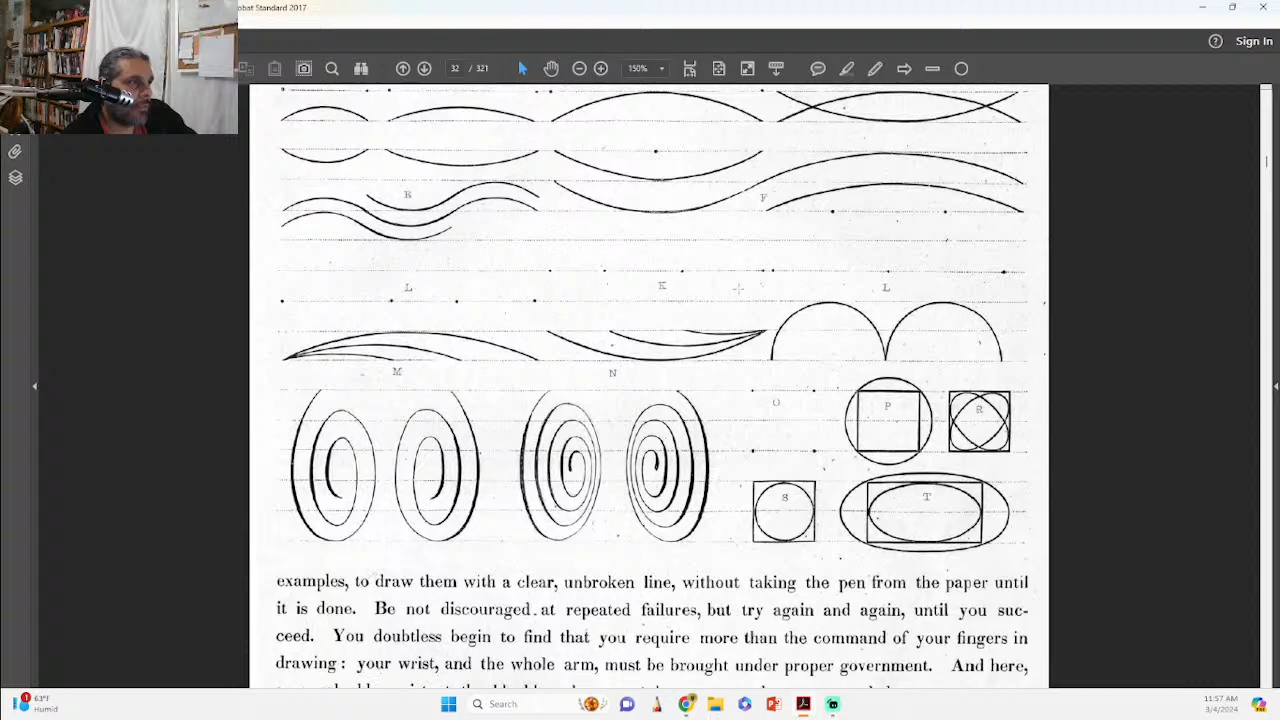 obat Standard 2017
Sign In
32 / 321
150%
E
F
L
K
L
M
N
O
P
R
S
T
examples, to draw them with a clear, unbroken line, without taking the pen from the paper until
it is done. Be not discouraged at repeated failures, but try again and again, until you suc-
ceed. You doubtless begin to find that you require more than the command of your fingers in
drawing: your wrist, and the whole arm, must be brought under proper government. And here,
1
63°F
Humid
Search
11:57 AM
3/4/2024